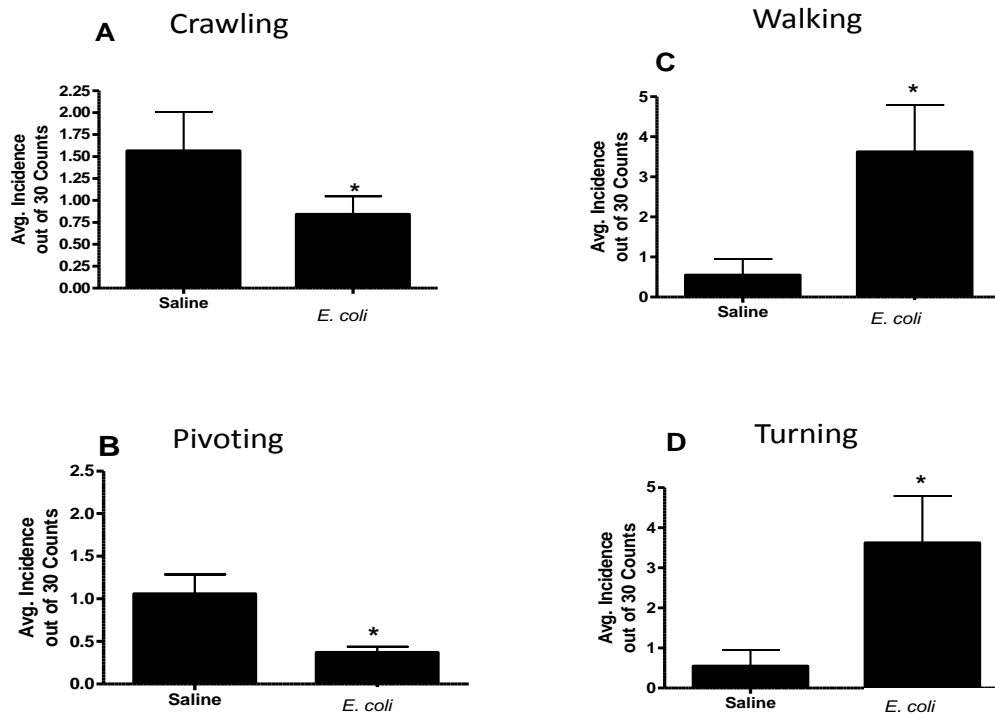 A Crawling
Avg. Incidence
out of 30 Counts
2.25
2.00
1.75
1.50
1.25
1.00
0.75
0.50
0.25
0.00
*
Saline
E. coli
Walking
C
Avg. Incidence
out of 30 Counts
5
4
3
2
1
0
*
Saline
E. coli
B Pivoting
Avg. Incidence
out of 30 Counts
2.5
2.0
1.5
1.0
0.5
0.0
*
Saline
E. coli
D Turning
Avg. Incidence
out of 30 Counts
5
4
3
2
1
0
*
Saline
E. coli